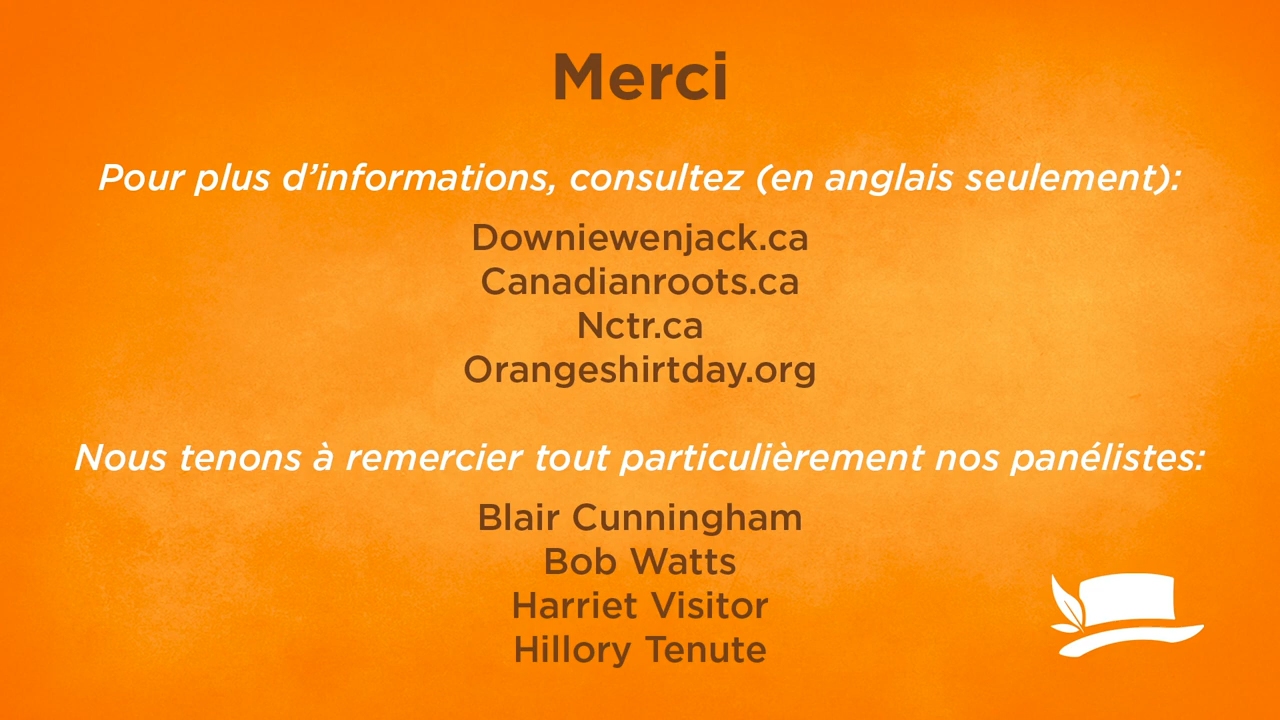 Merci
Pour plus d’informations, consultez (en anglais seulement):
Downiewenjack.ca
Canadianroots.ca
Nctr.ca
Orangeshirtday.org
Nous tenons à remercier tout particulièrement nos panélistes:
Blair Cunningham
Bob Watts
Harriet Visitor
Hillory Tenute